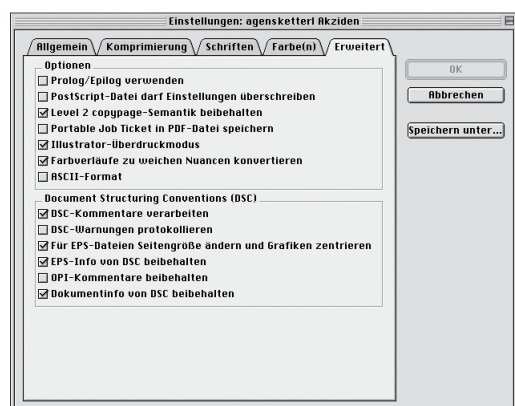 Einstellungen: agensketterl Akziden
Allgemein Komprimierung Schriften Farbe(n) Erweitert
Optionen
Prolog/Epilog verwenden
PostScript-Datei darf Einstellungen überschreiben
Level 2 copypage-Semantik beibehalten
Portable Job Ticket in PDF-Datei speichern
Illustrator-Überdruckmodus
Farbverläufe zu weichen Nuancen konvertieren
ASCII-Format
Document Structuring Conventions (DSC)
DSC-Kommentare verarbeiten
DSC-Warnungen protokollieren
Für EPS-Dateien Seitengröße ändern und Grafiken zentrieren
EPS-Info von DSC beibehalten
OPI-Kommentare beibehalten
Dokumentinfo von DSC beibehalten
OK
Abbrechen
Speichern unter...